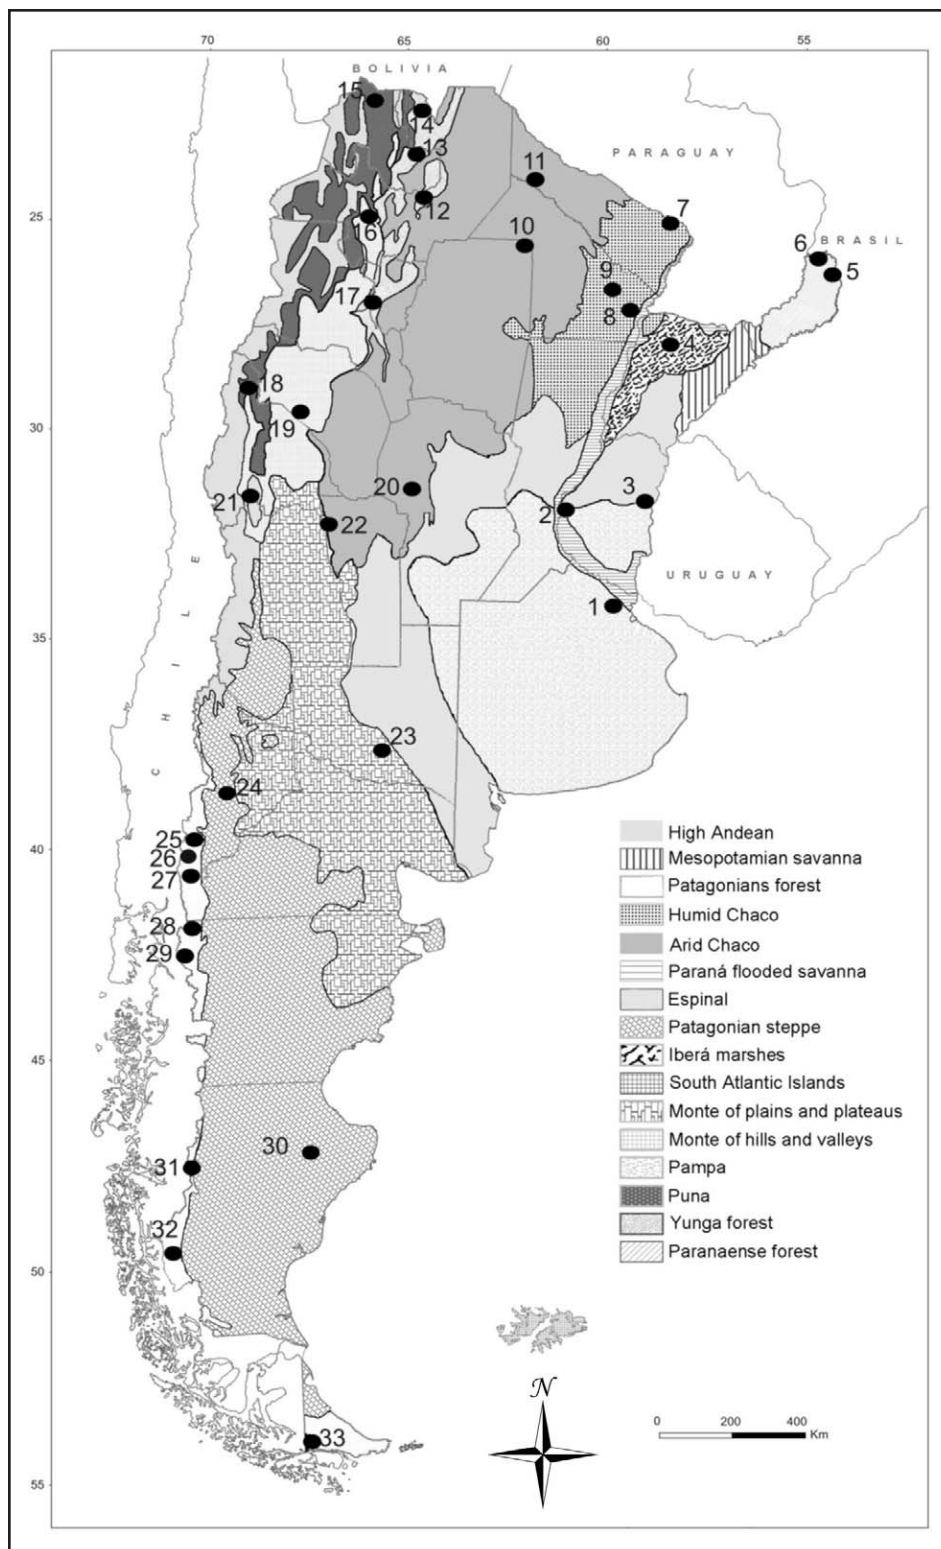 70 65 60 55
BOLIVIA
15
14
13
11
PARAGUAY
12
7
25
16
10
6
BRASIL
5
9
17
8
4
18
19
30
20
3
21
2
22
CHILE
URUGUAY
1
35
23
24
High Andean
25
Mesopotamian savanna
40
26
27
Patagonians forest
Humid Chaco
28
Arid Chaco
29
Paraná flooded savanna
Espinal
Patagonian steppe
Iberá marshes
45
South Atlantic Islands
Monte of plains and plateaus
30
Monte of hills and valleys
31
Pampa
Puna
32
Yunga forest
Paranaense forest
50
N
0 200 400
Km
33
55